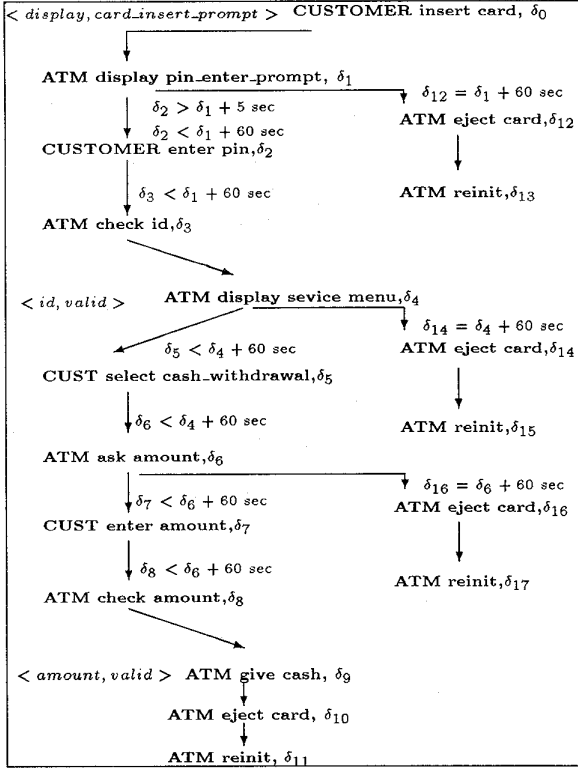 < display, card_insert_prompt > CUSTOMER insert card, δ0
ATM display pin_enter_prompt, δ1
δ12 = δ1 + 60 sec
δ2 > δ1 + 5 sec
δ2 < δ1 + 60 sec
ATM eject card,δ12
CUSTOMER enter pin,δ2
δ3 < δ1 + 60 sec
ATM reinit,δ13
ATM check id,δ3
< id, valid > ATM display sevice menu,δ4
δ14 = δ4 + 60 sec
δ5 < δ4 + 60 sec
ATM eject card,δ14
CUST select cash_withdrawal,δ5
δ6 < δ4 + 60 sec
ATM reinit,δ15
ATM ask amount,δ6
δ16 = δ6 + 60 sec
δ7 < δ6 + 60 sec
ATM eject card,δ16
CUST enter amount,δ7
δ8 < δ6 + 60 sec
ATM reinit,δ17
ATM check amount,δ8
< amount, valid > ATM give cash, δ9
ATM eject card, δ10
ATM reinit, δ11